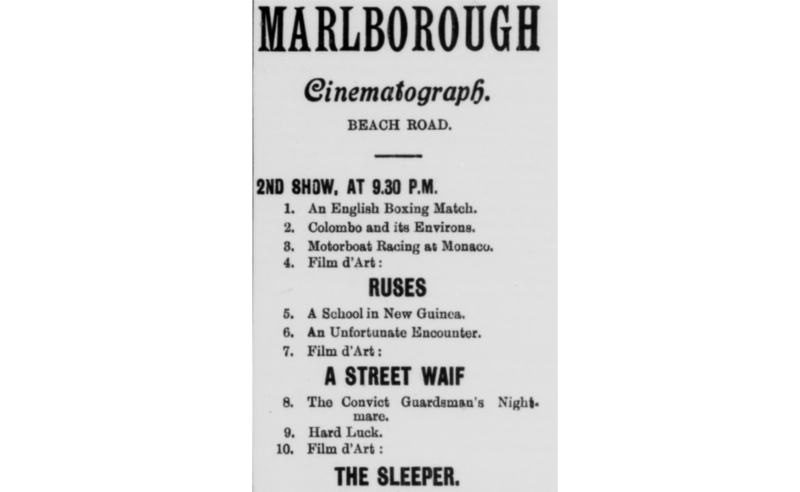 MARLBOROUGH
Cinematograph.
BEACH ROAD.
2ND SHOW, AT 9.30 P.M.
1. An English Boxing Match.
2. Colombo and its Environs.
3. Motorboat Racing at Monaco.
4. Film d'Art:
RUSES
5. A School in New Guinea.
6. An Unfortunate Encounter.
7. Film d'Art:
A STREET WAIF
8. The Convict Guardsman's Night-
mare.
9. Hard Luck.
10. Film d'Art:
THE SLEEPER.